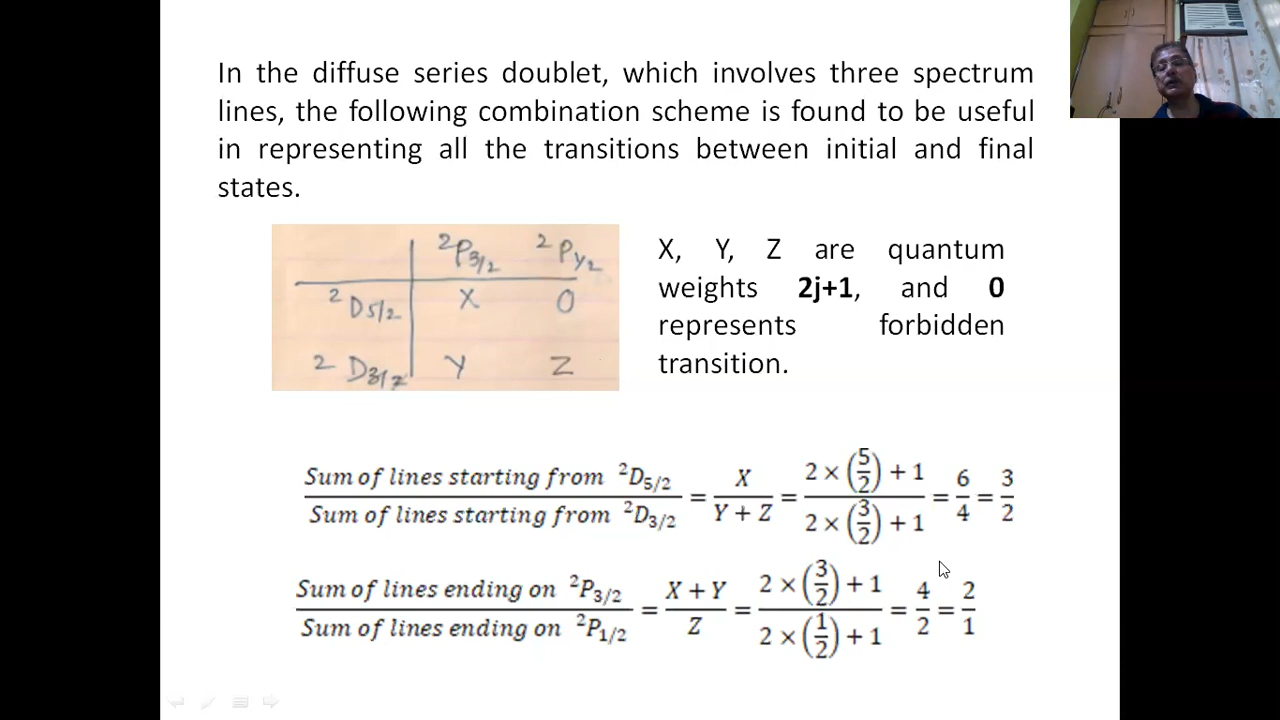 In the diffuse series doublet, which involves three spectrum
lines, the following combination scheme is found to be useful
in representing all the transitions between initial and final
states.
²P3/2 ²Py2
²D5/2 X 0
²D3/2 Y Z
X, Y, Z are quantum
weights 2j+1, and 0
represents forbidden
transition.
Sum of lines starting from ²D5/2 / Sum of lines starting from ²D3/2 = X / (Y + Z) = (2 × (5/2) + 1) / (2 × (3/2) + 1) = 6/4 = 3/2
Sum of lines ending on ²P3/2 / Sum of lines ending on ²P1/2 = (X + Y) / Z = (2 × (3/2) + 1) / (2 × (1/2) + 1) = 4/2 = 2/1